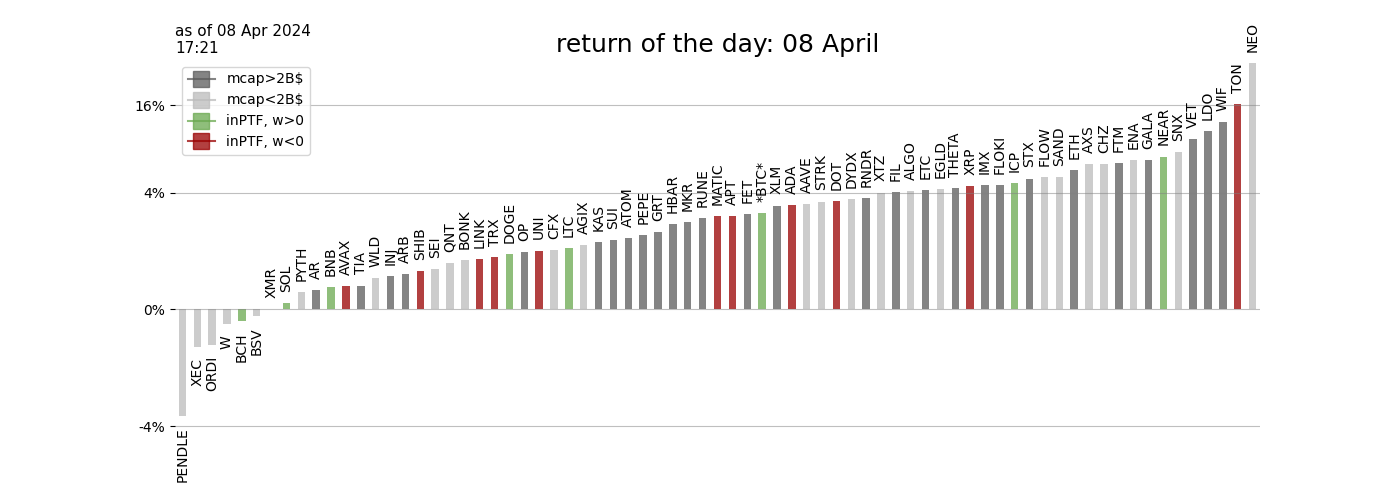 as of 08 Apr 2024
17:21
return of the day: 08 April
mcap>2B$
mcap<2B$
inPTF, w>0
inPTF, w<0
16%
4%
0%
-4%
PENDLE
XEC
ORDI
W
BCH
BSV
XMR
SOL
PYTH
AR
BNB
AVAX
TIA
WLD
INJ
ARB
SHIB
SEI
QNT
BONK
LINK
TRX
DOGE
OP
UNI
CFX
LTC
AGIX
KAS
SUI
ATOM
PEPE
GRT
HBAR
MKR
RUNE
MATIC
APT
FET
*BTC*
XLM
ADA
AAVE
STRK
DOT
DYDX
RNDR
XTZ
FIL
ALGO
ETC
EGLD
THETA
XRP
IMX
FLOKI
ICP
STX
FLOW
SAND
ETH
AXS
CHZ
FTM
ENA
GALA
NEAR
SNX
VET
LDO
WIF
TON
NEO